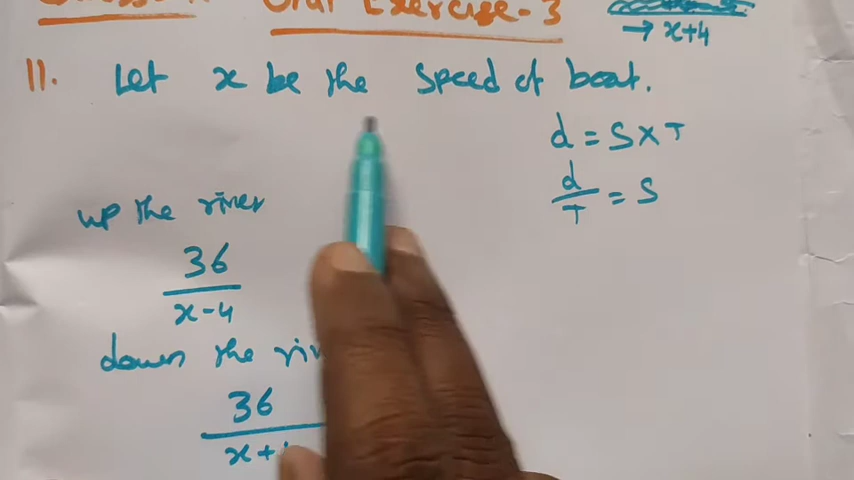 Oral Exercise-3
→ x+4
11. Let x be the speed of boat.
d = S x T
d/T = S
up the river
36
x-4
down the riv
36
x+